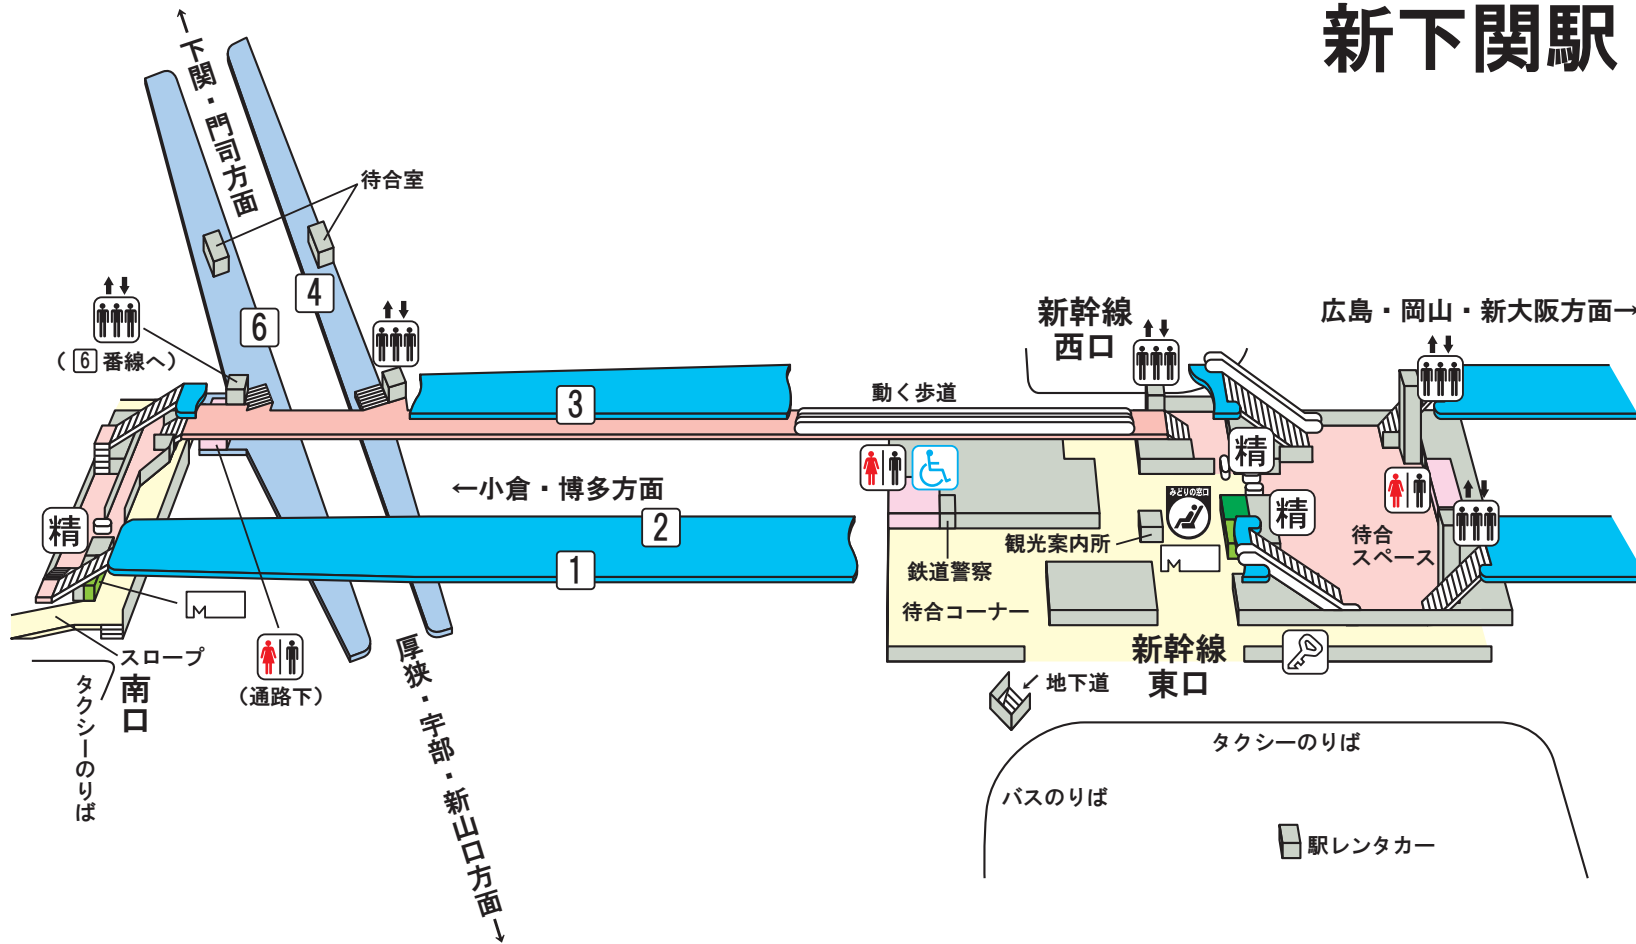 新下関駅
←下関・門司方面
待合室
4
6
(6番線へ)
3
動く歩道
新幹線
西口
広島・岡山・新大阪方面→
精
←小倉・博多方面
2
1
精
みどりの窓口
精
観光案内所
鉄道警察
待合コーナー
待合
スペース
M
M
スロープ
南口
タクシーのりば
(通路下)
厚狭・宇部・新山口方面→
新幹線
東口
地下道
タクシーのりば
バスのりば
駅レンタカー